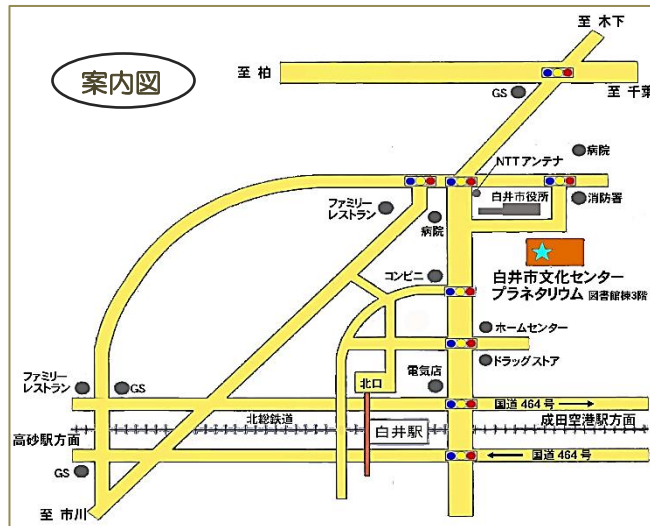 案内図
至 木下
至 柏
至 千葉
GS
病院
NTTアンテナ
白井市役所
消防署
ファミリー
レストラン
病院
コンビニ
白井市文化センター
プラネタリウム 図書館棟3階
ホームセンター
ドラッグストア
北口
電気店
ファミリー
レストラン
GS
国道 464 号
北総鉄道
成田空港駅方面
高砂駅方面
白井駅
国道 464 号
GS
至 市川